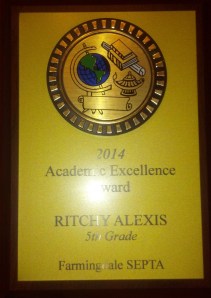 2014
Academic Excellence
Award
RITCHY ALEXIS
5th Grade
Farmingdale SEPTA